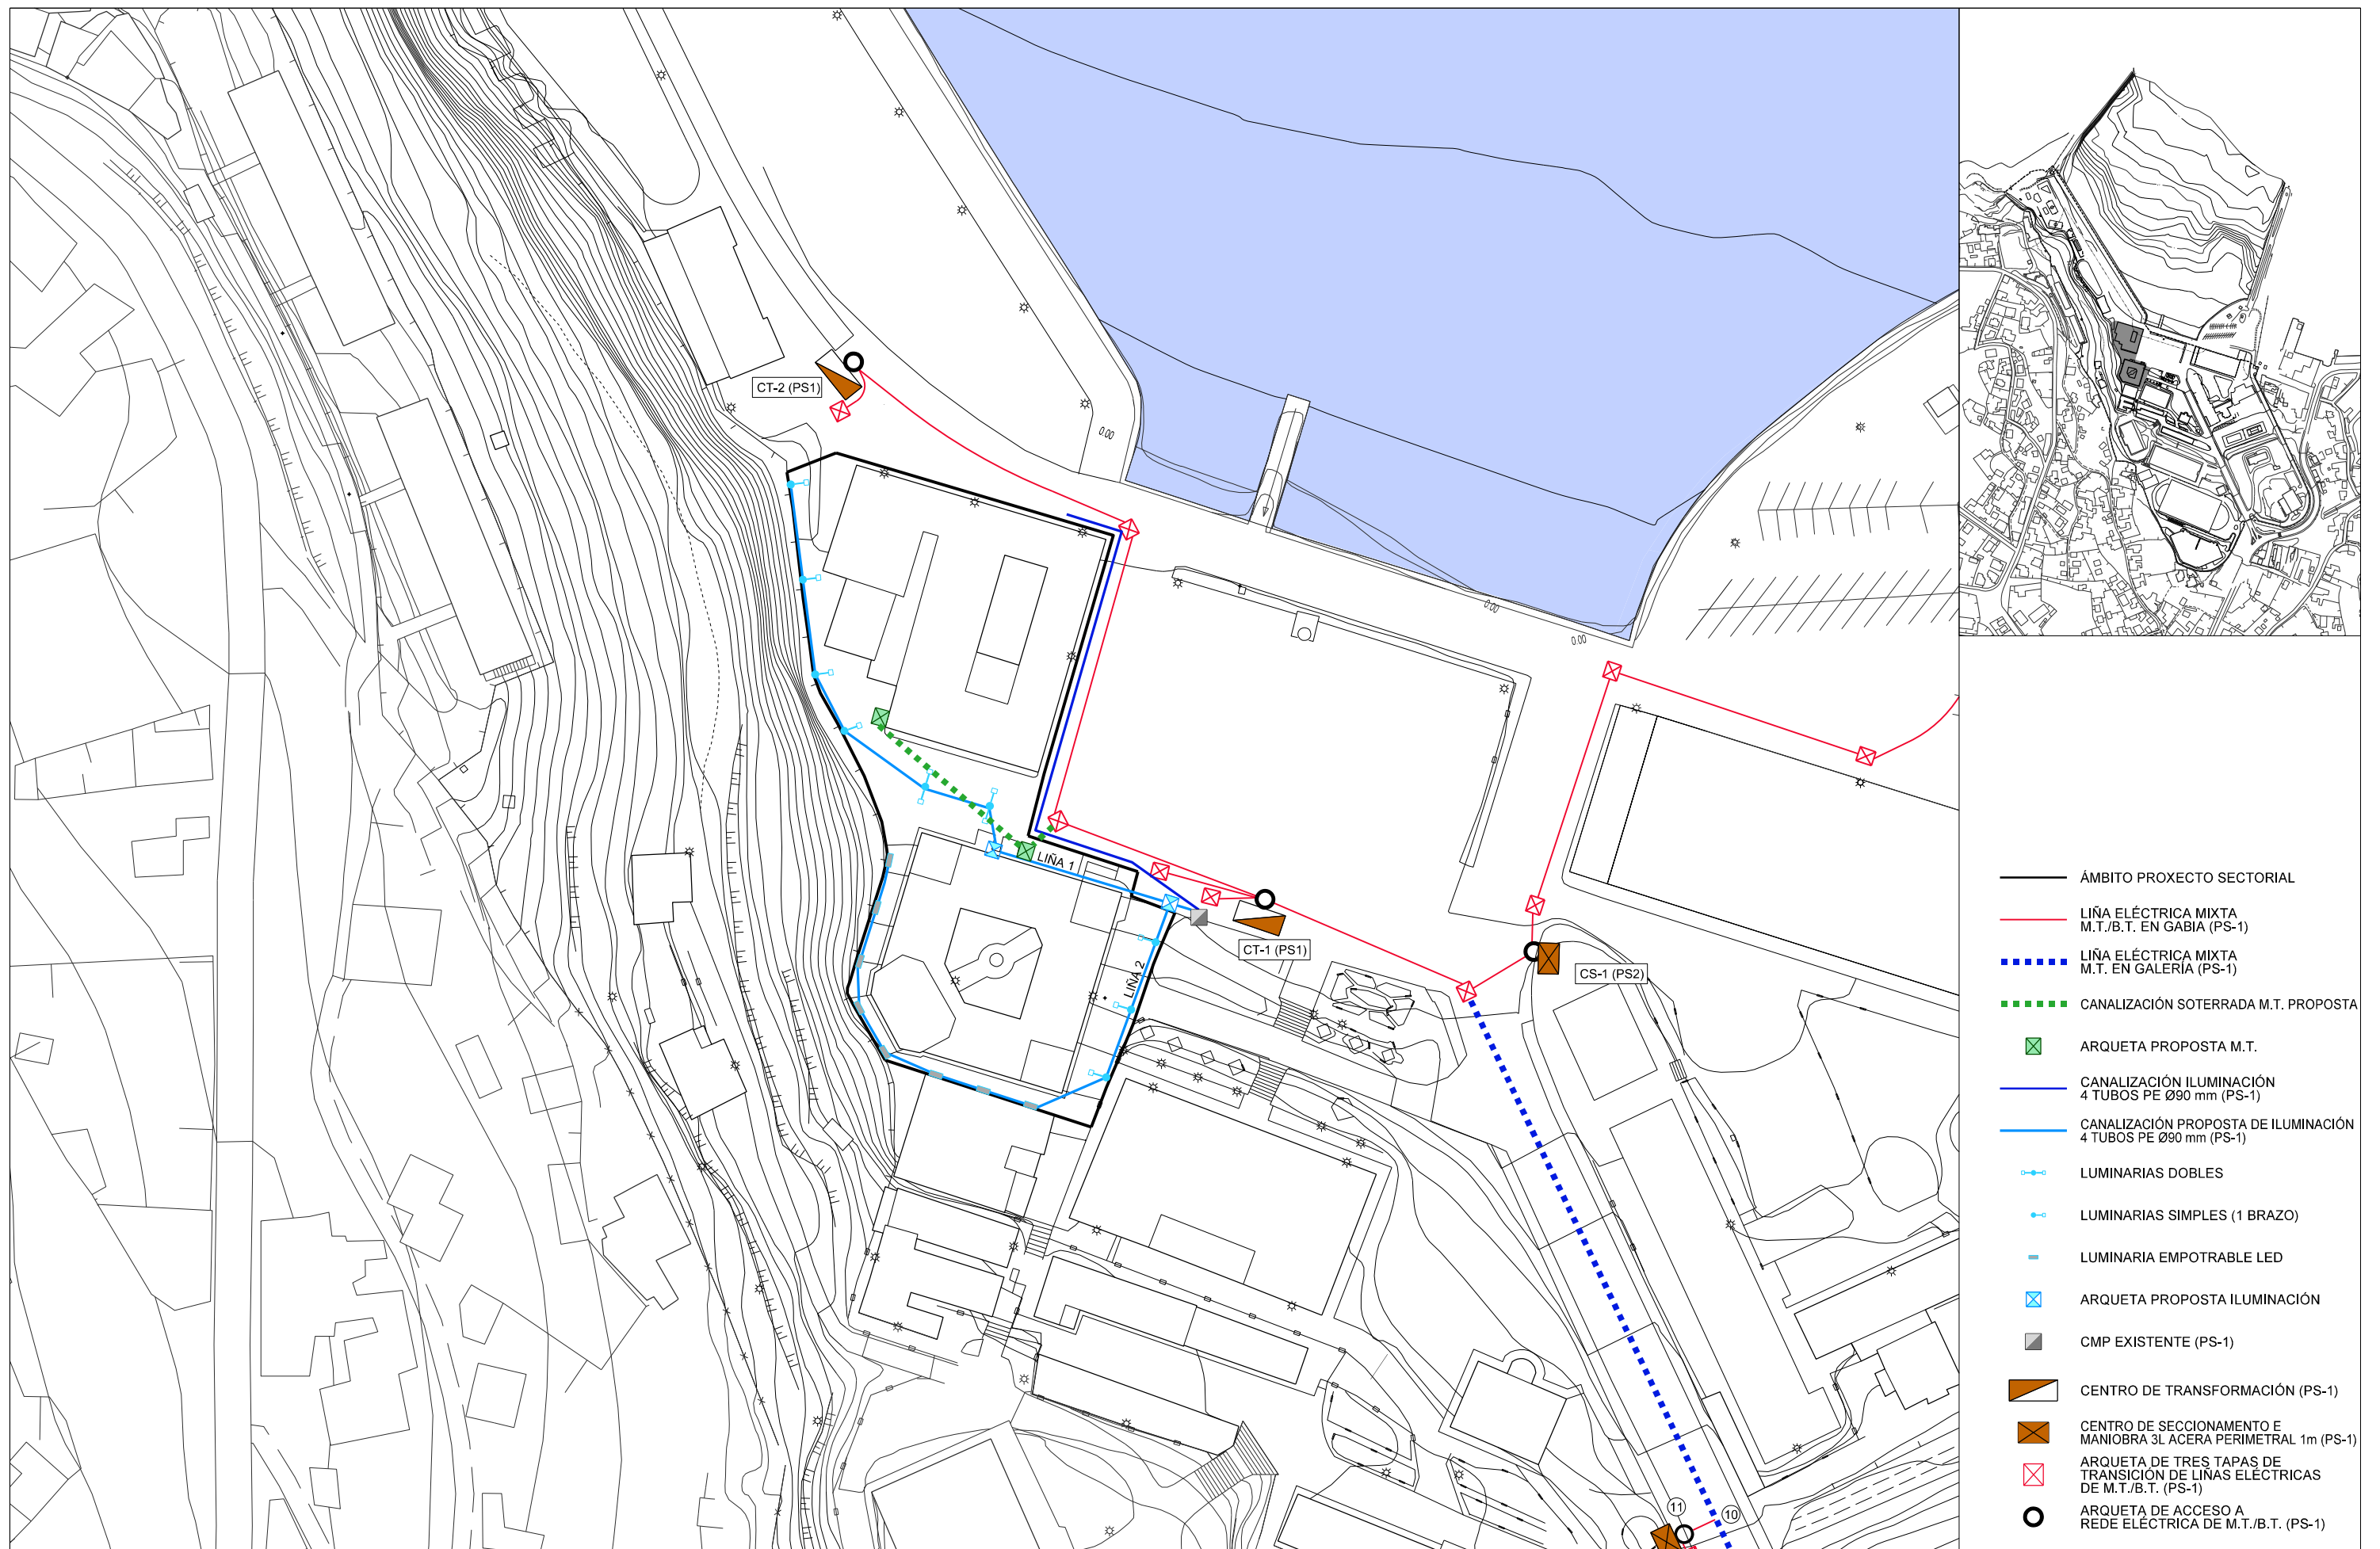 CT-2 (PS1)
0.00
0.00
0.00
LIÑA 1
LIÑA 2
CT-1 (PS1)
CS-1 (PS2)
11
10
ÁMBITO PROXECTO SECTORIAL
LIÑA ELÉCTRICA MIXTA
M.T./B.T. EN GABIA (PS-1)
LIÑA ELÉCTRICA MIXTA
M.T. EN GALERÍA (PS-1)
CANALIZACIÓN SOTERRADA M.T. PROPOSTA
ARQUETA PROPOSTA M.T.
CANALIZACIÓN ILUMINACIÓN
4 TUBOS PE Ø90 mm (PS-1)
CANALIZACIÓN PROPOSTA DE ILUMINACIÓN
4 TUBOS PE Ø90 mm (PS-1)
LUMINARIAS DOBLES
LUMINARIAS SIMPLES (1 BRAZO)
LUMINARIA EMPOTRABLE LED
ARQUETA PROPOSTA ILUMINACIÓN
CMP EXISTENTE (PS-1)
CENTRO DE TRANSFORMACIÓN (PS-1)
CENTRO DE SECCIONAMENTO E
MANIOBRA 3L ACERA PERIMETRAL 1m (PS-1)
ARQUETA DE TRES TAPAS DE
TRANSICIÓN DE LIÑAS ELÉCTRICAS
DE M.T./B.T. (PS-1)
ARQUETA DE ACCESO A
REDE ELÉCTRICA DE M.T./B.T. (PS-1)